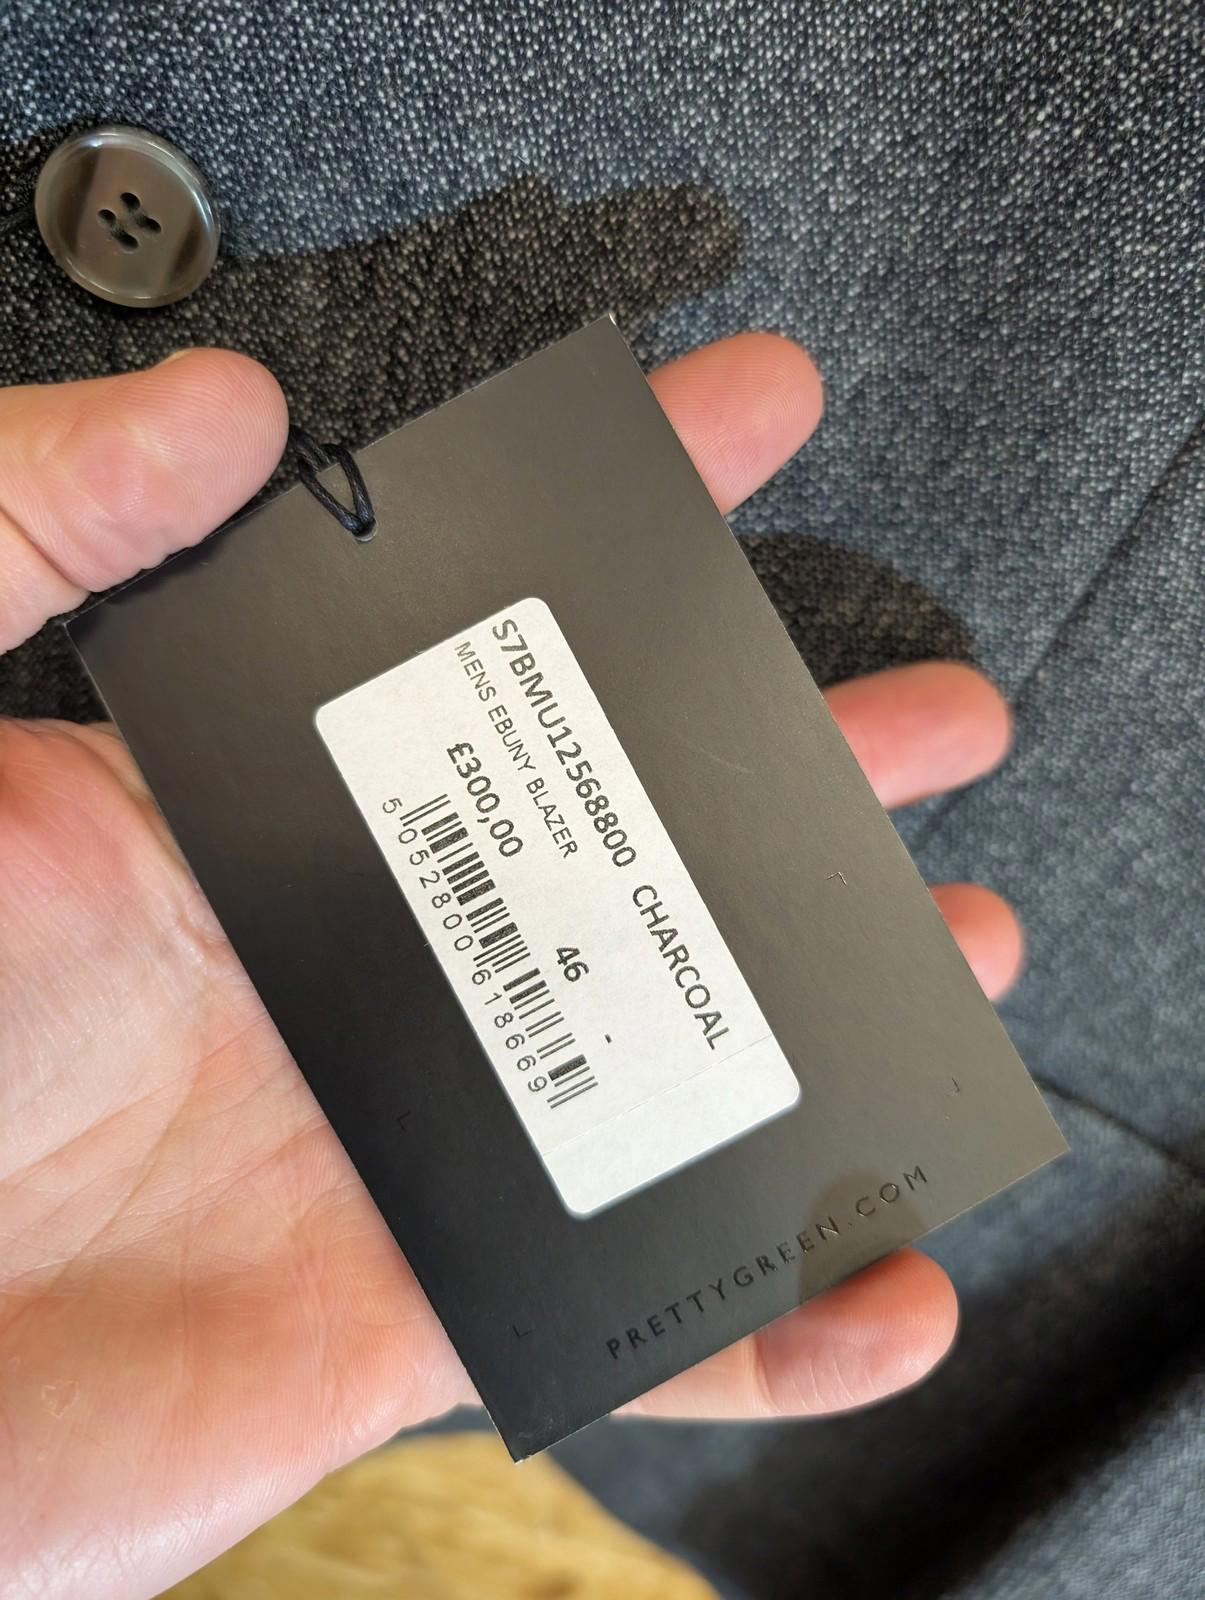 S7BMU12568800 CHARCOAL
MENS EBUNY BLAZER
-
£300,00 46
5052800618669
PRETTYGREEN.COM